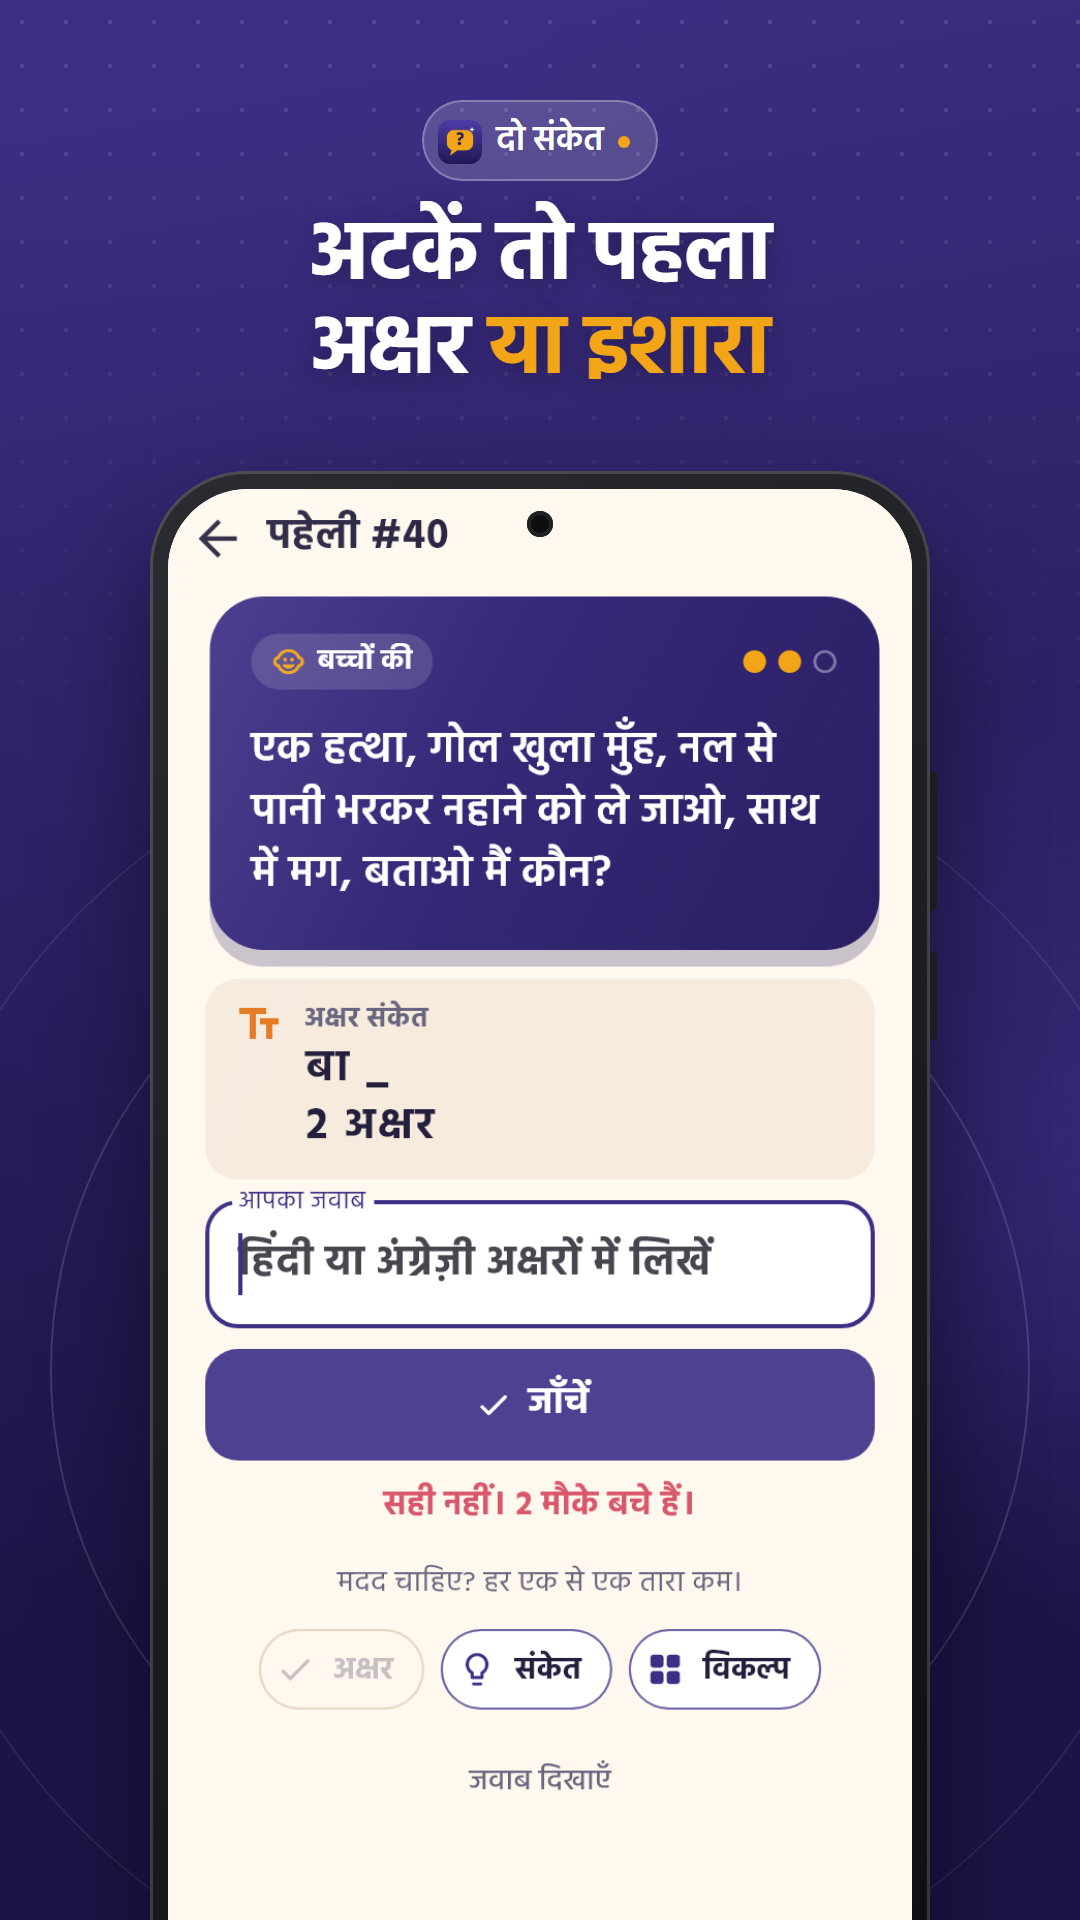 दो संकेत
अटकें तो पहला
अक्षर या इशारा
पहेली #40
बच्चों की
एक हत्था, गोल खुला मुँह, नल से
पानी भरकर नहाने को ले जाओ, साथ
में मग, बताओ मैं कौन?
अक्षर संकेत
बा _
2 अक्षर
आपका जवाब
हिंदी या अंग्रेज़ी अक्षरों में लिखें
जाँचें
सही नहीं। 2 मौके बचे हैं।
मदद चाहिए? हर एक से एक तारा कम।
अक्षर
संकेत
विकल्प
जवाब दिखाएँ